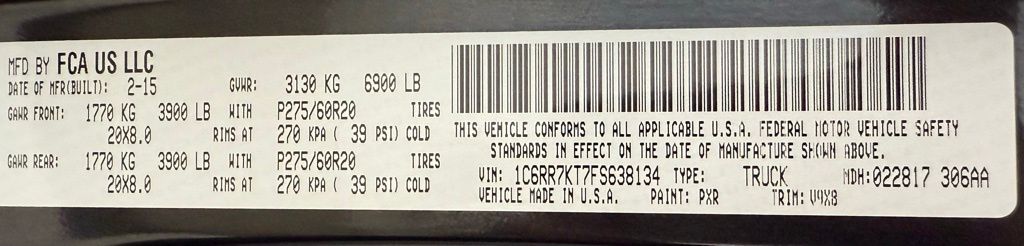 MFD BY FCA US LLC
DATE OF MFR(BUILT): 2-15 GVWR: 3130 KG 6900 LB
GAWR FRONT: 1770 KG 3900 LB WITH P275/60R20 TIRES
20X8.0 RIMS AT 270 KPA ( 39 PSI) COLD
GAWR REAR: 1770 KG 3900 LB WITH P275/60R20 TIRES
20X8.0 RIMS AT 270 KPA ( 39 PSI) COLD
THIS VEHICLE CONFORMS TO ALL APPLICABLE U.S.A. FEDERAL MOTOR VEHICLE SAFETY
STANDARDS IN EFFECT ON THE DATE OF MANUFACTURE SHOWN ABOVE.
VIN: 1C6RR7KT7FS638134 TYPE: TRUCK MDH:022817 306AA
VEHICLE MADE IN U.S.A. PAINT: PXR TRIM: V9X8